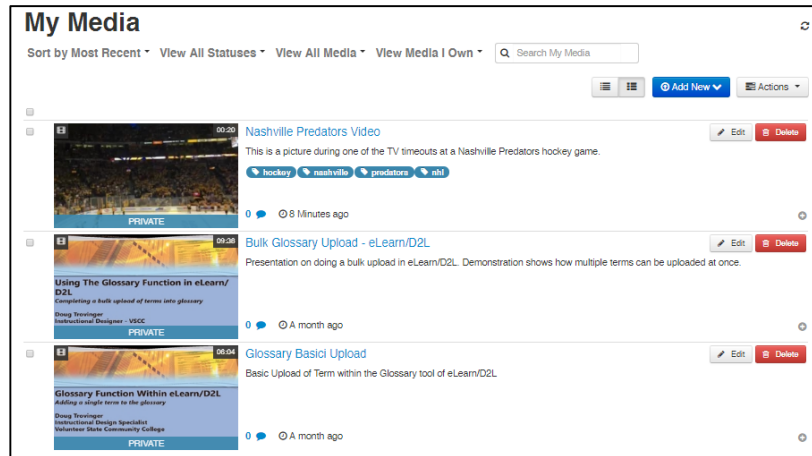 My Media
Sort by Most Recent View All Statuses View All Media View Media I Own Search My Media
Add New Actions
00:20 Nashville Predators Video Edit Delete
This is a picture during one of the TV timeouts at a Nashville Predators hockey game.
hockey nashville predators nhl
PRIVATE 0 8 Minutes ago
09:26 Bulk Glossary Upload - eLearn/D2L Edit Delete
Presentation on doing a bulk upload in eLearn/D2L. Demonstration shows how multiple terms can be uploaded at once.
Using The Glossary Function in eLearn/
D2L
Completing a bulk upload of terms into glossary
Doug Trevinger
Instructional Designer - VSCC
PRIVATE 0 A month ago
06:04 Glossary Basici Upload Edit Delete
Basic Upload of Term within the Glossary tool of eLearn/D2L
Glossary Function Within eLearn/D2L
Adding a single term to the glossary
Doug Trevinger
Instructional Design Specialist
Volunteer State Community College
PRIVATE 0 A month ago